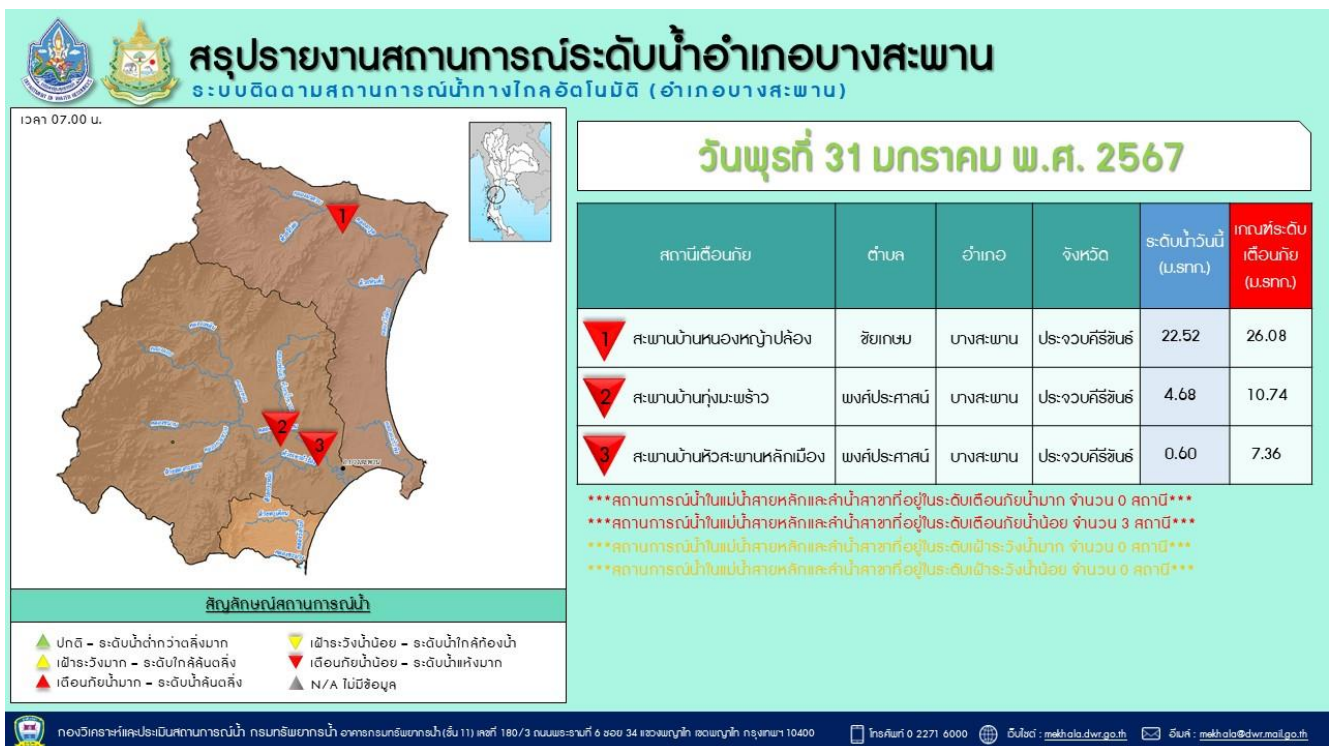 สรุปรายงานสถานการณ์ระดับน้ำอำเภอบางสะพาน
ระบบติดตามสถานการณ์น้ำทางไกลอัตโนมัติ (อำเภอบางสะพาน)
เวลา 07.00 น.
1
2
3
วันพุธที่ 31 มกราคม พ.ศ. 2567
สถานีเตือนภัย ตำบล อำเภอ จังหวัด ระดับน้ำวันนี้ (ม.รทก.) เกณฑ์ระดับเตือนภัย (ม.รทก.)
1 สะพานบ้านหนองหญ้าปล้อง ชัยเกษม บางสะพาน ประจวบคีรีขันธ์ 22.52 26.08
2 สะพานบ้านทุ่งมะพร้าว พงศ์ประศาสน์ บางสะพาน ประจวบคีรีขันธ์ 4.68 10.74
3 สะพานบ้านหัวสะพานหลักเมือง พงศ์ประศาสน์ บางสะพาน ประจวบคีรีขันธ์ 0.60 7.36
***สถานการณ์น้ำในแม่น้ำสายหลักและลำน้ำสาขาที่อยู่ในระดับเตือนภัยน้ำมาก จำนวน 0 สถานี***
***สถานการณ์น้ำในแม่น้ำสายหลักและลำน้ำสาขาที่อยู่ในระดับเตือนภัยน้ำน้อย จำนวน 3 สถานี***
***สถานการณ์น้ำในแม่น้ำสายหลักและลำน้ำสาขาที่อยู่ในระดับเฝ้าระวังน้ำมาก จำนวน 0 สถานี***
***สถานการณ์น้ำในแม่น้ำสายหลักและลำน้ำสาขาที่อยู่ในระดับเฝ้าระวังน้ำน้อย จำนวน 0 สถานี***
สัญลักษณ์สถานการณ์น้ำ
ปกติ – ระดับน้ำต่ำกว่าตลิ่งมาก
เฝ้าระวังมาก – ระดับใกล้ล้นตลิ่ง
เตือนภัยน้ำมาก – ระดับน้ำล้นตลิ่ง
เฝ้าระวังน้ำน้อย – ระดับน้ำใกล้ท้องน้ำ
เตือนภัยน้ำน้อย – ระดับน้ำแห้งมาก
N/A ไม่มีข้อมูล
กองวิเคราะห์และประเมินสถานการณ์น้ำ กรมทรัพยากรน้ำ อาคารกรมทรัพยากรน้ำ(ชั้น 11) เลขที่ 180/3 ถนนพระรามที่ 6 ซอย 34 แขวงพญาไท เขตพญาไท กรุงเทพฯ 10400 โทรศัพท์ 0 2271 6000 เว็บไซต์ : mekhala.dwr.go.th อีเมล์ : mekhala@dwr.mail.go.th